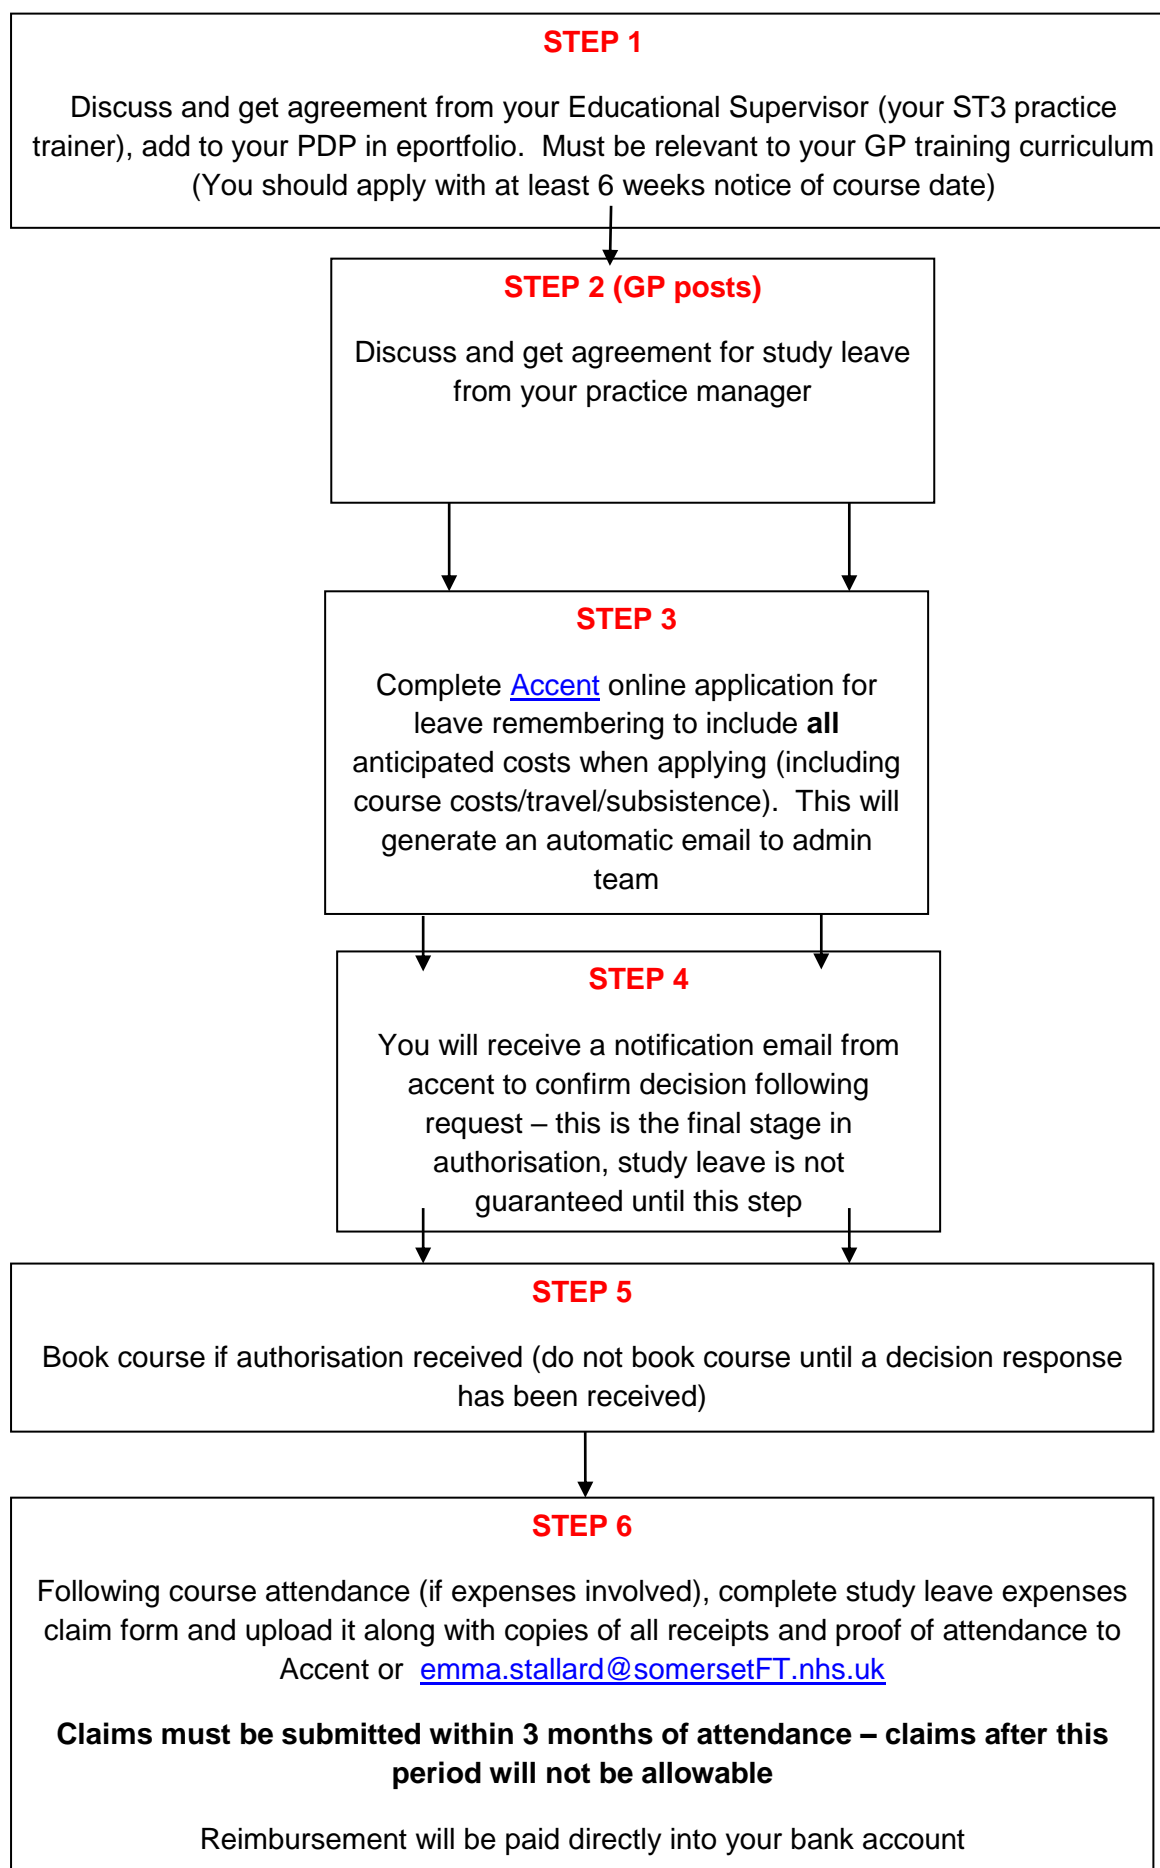 STEP 1
Discuss and get agreement from your Educational Supervisor (your ST3 practice
trainer), add to your PDP in eportfolio.  Must be relevant to your GP training curriculum
(You should apply with at least 6 weeks notice of course date)
STEP 2 (GP posts)
Discuss and get agreement for study leave
from your practice manager
STEP 3
Complete Accent online application for
leave remembering to include all
anticipated costs when applying (including
course costs/travel/subsistence).  This will
generate an automatic email to admin
team
STEP 4
You will receive a notification email from
accent to confirm decision following
request – this is the final stage in
authorisation, study leave is not
guaranteed until this step
STEP 5
Book course if authorisation received (do not book course until a decision response
has been received)
STEP 6
Following course attendance (if expenses involved), complete study leave expenses
claim form and upload it along with copies of all receipts and proof of attendance to
Accent or  emma.stallard@somersetFT.nhs.uk
Claims must be submitted within 3 months of attendance – claims after this
period will not be allowable
Reimbursement will be paid directly into your bank account